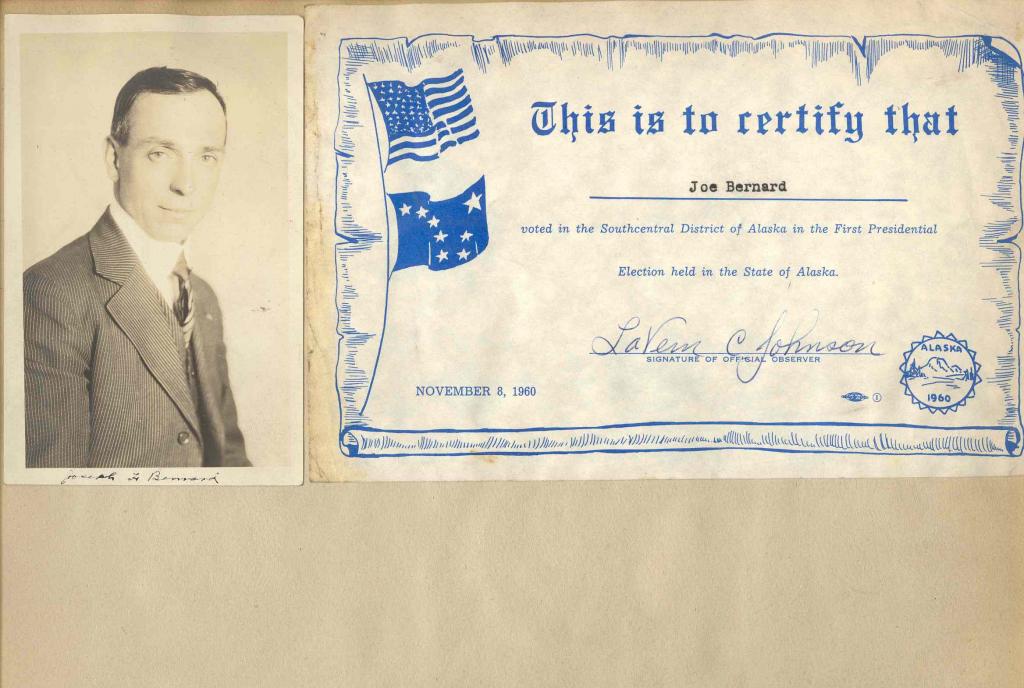 Joseph F Bernard
This is to certify that
Joe Bernard
voted in the Southcentral District of Alaska in the First Presidential
Election held in the State of Alaska.
LaVern C Johnson
SIGNATURE OF OFFICIAL OBSERVER
NOVEMBER 8, 1960
ALASKA
1960